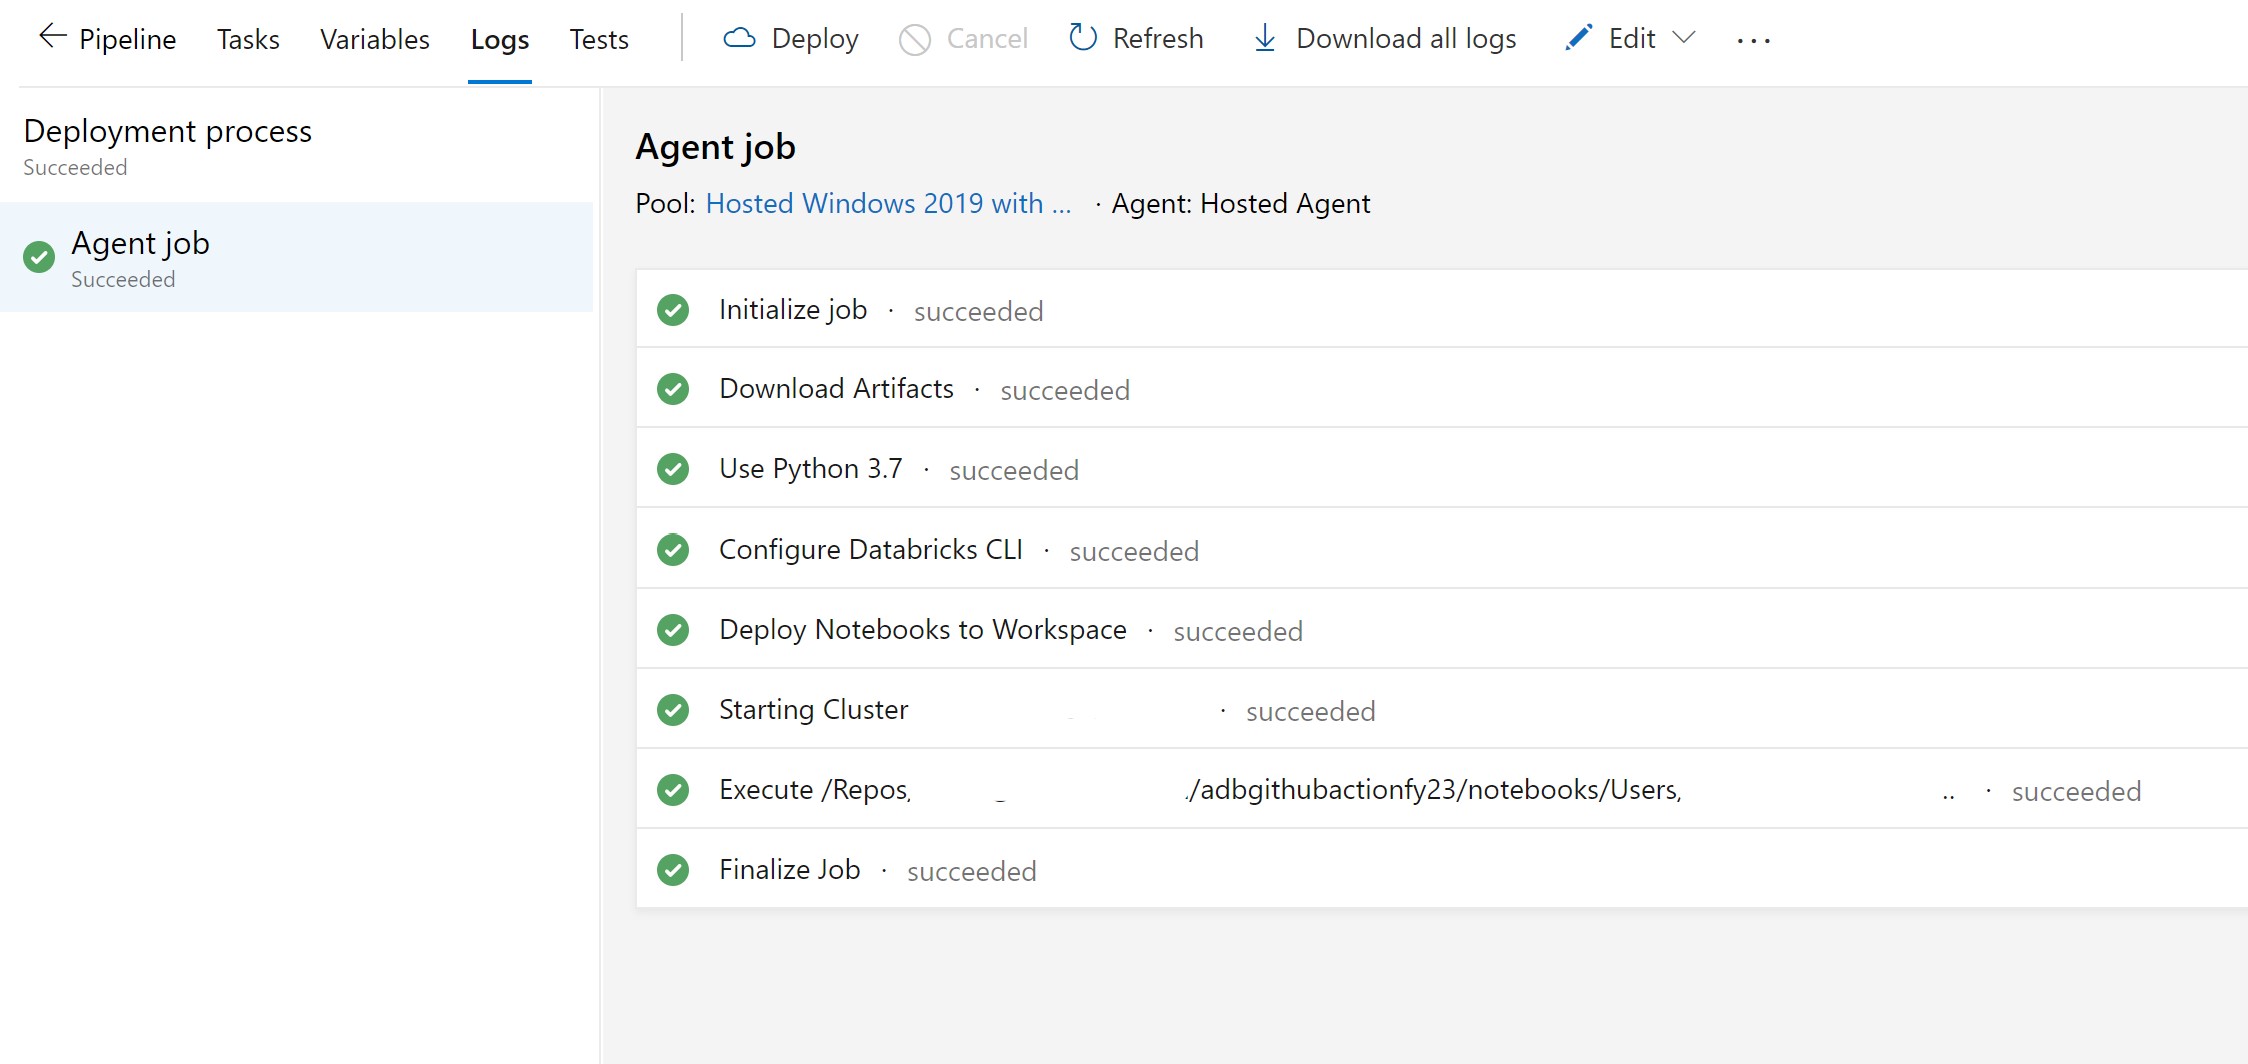 Pipeline Tasks Variables Logs Tests Deploy Cancel Refresh Download all logs Edit ...
Deployment process
Succeeded
Agent job
Succeeded
Agent job
Pool: Hosted Windows 2019 with ... · Agent: Hosted Agent
Initialize job · succeeded
Download Artifacts · succeeded
Use Python 3.7 · succeeded
Configure Databricks CLI · succeeded
Deploy Notebooks to Workspace · succeeded
Starting Cluster · succeeded
Execute /Repos, /adbgithubactionfy23/notebooks/Users, .. · succeeded
Finalize Job · succeeded